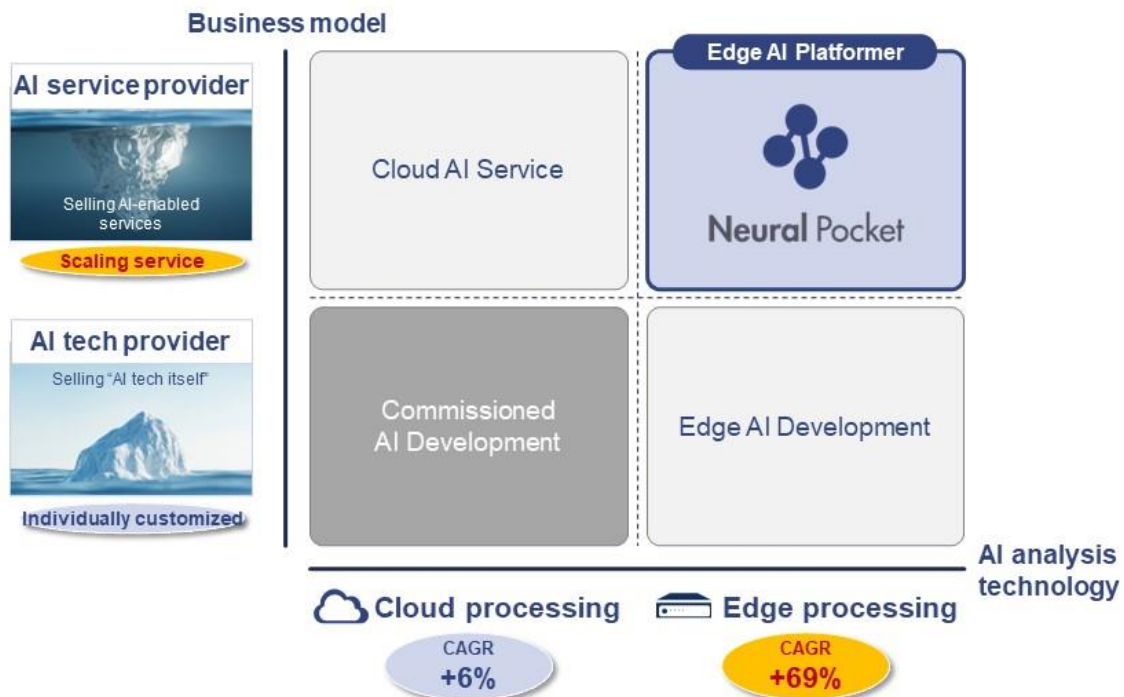 Business model
AI service provider
Selling AI-enabled
services
Scaling service
AI tech provider
Selling “AI tech itself”
Individually customized
Cloud AI Service
Edge AI Platformer
Neural Pocket
Commissioned
AI Development
Edge AI Development
AI analysis
technology
Cloud processing
CAGR
+6%
Edge processing
CAGR
+69%